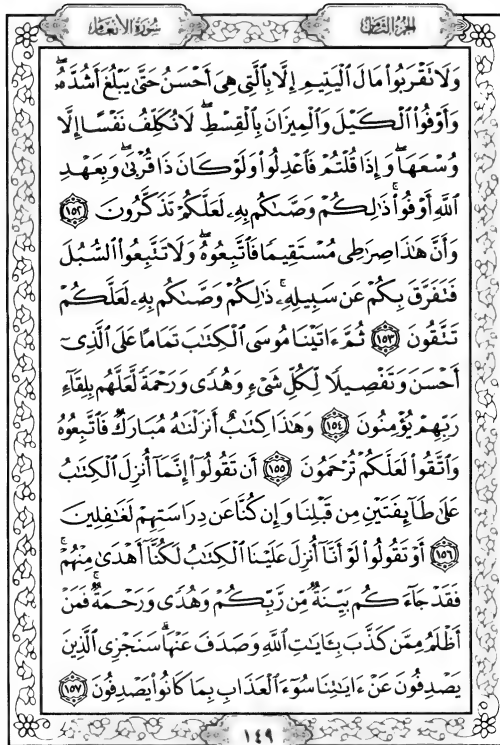 الجزء الثامن
سورة الأنعام
وَلَا تَقْرَبُوا۟ مَالَ ٱلْيَتِيمِ إِلَّا بِٱلَّتِى هِىَ أَحْسَنُ حَتَّىٰ يَبْلُغَ أَشُدَّهُۥۖ
وَأَوْفُوا۟ ٱلْكَيْلَ وَٱلْمِيزَانَ بِٱلْقِسْطِۖ لَا نُكَلِّفُ نَفْسًا إِلَّا
وُسْعَهَاۖ وَإِذَا قُلْتُمْ فَٱعْدِلُوا۟ وَلَوْ كَانَ ذَا قُرْبَىٰۖ وَبِعَهْدِ
ٱللَّهِ أَوْفُوا۟ۚ ذَٰلِكُمْ وَصَّىٰكُم بِهِۦ لَعَلَّكُمْ تَذَكَّرُونَ ١٥٢
وَأَنَّ هَٰذَا صِرَٰطِى مُسْتَقِيمًا فَٱتَّبِعُوهُۖ وَلَا تَتَّبِعُوا۟ ٱلسُّبُلَ
فَتَفَرَّقَ بِكُمْ عَن سَبِيلِهِۦۚ ذَٰلِكُمْ وَصَّىٰكُم بِهِۦ لَعَلَّكُمْ
تَتَّقُونَ ١٥٣ ثُمَّ ءَاتَيْنَا مُوسَى ٱلْكِتَٰبَ تَمَامًا عَلَى ٱلَّذِىٓ
أَحْسَنَ وَتَفْصِيلًا لِّكُلِّ شَىْءٍ وَهُدًى وَرَحْمَةً لَّعَلَّهُم بِلِقَآءِ
رَبِّهِمْ يُؤْمِنُونَ ١٥٤ وَهَٰذَا كِتَٰبٌ أَنزَلْنَٰهُ مُبَارَكٌ فَٱتَّبِعُوهُ
وَٱتَّقُوا۟ لَعَلَّكُمْ تُرْحَمُونَ ١٥٥ أَن تَقُولُوٓا۟ إِنَّمَآ أُنزِلَ ٱلْكِتَٰبُ
عَلَىٰ طَآئِفَتَيْنِ مِن قَبْلِنَا وَإِن كُنَّا عَن دِرَاسَتِهِمْ لَغَٰفِلِينَ
١٥٦ أَوْ تَقُولُوا۟ لَوْ أَنَّآ أُنزِلَ عَلَيْنَا ٱلْكِتَٰبُ لَكُنَّآ أَهْدَىٰ مِنْهُمْۚ
فَقَدْ جَآءَكُم بَيِّنَةٌ مِّن رَّبِّكُمْ وَهُدًى وَرَحْمَةٌۚ فَمَنْ
أَظْلَمُ مِمَّن كَذَّبَ بِـَٔايَٰتِ ٱللَّهِ وَصَدَفَ عَنْهَاۗ سَنَجْزِى ٱلَّذِينَ
يَصْدِفُونَ عَنْ ءَايَٰتِنَا سُوٓءَ ٱلْعَذَابِ بِمَا كَانُوا۟ يَصْدِفُونَ ١٥٧
١٤٩